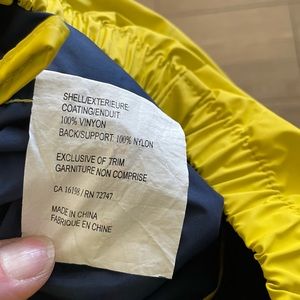 SHELL/EXTERIEURE:
COATING/ENDUIT
100% VINYON
BACK/SUPPORT: 100% NYLON
EXCLUSIVE OF TRIM
GARNITURE NON COMPRISE
CA 16198 / RN 72747
MADE IN CHINA
FABRIQUE EN CHINE